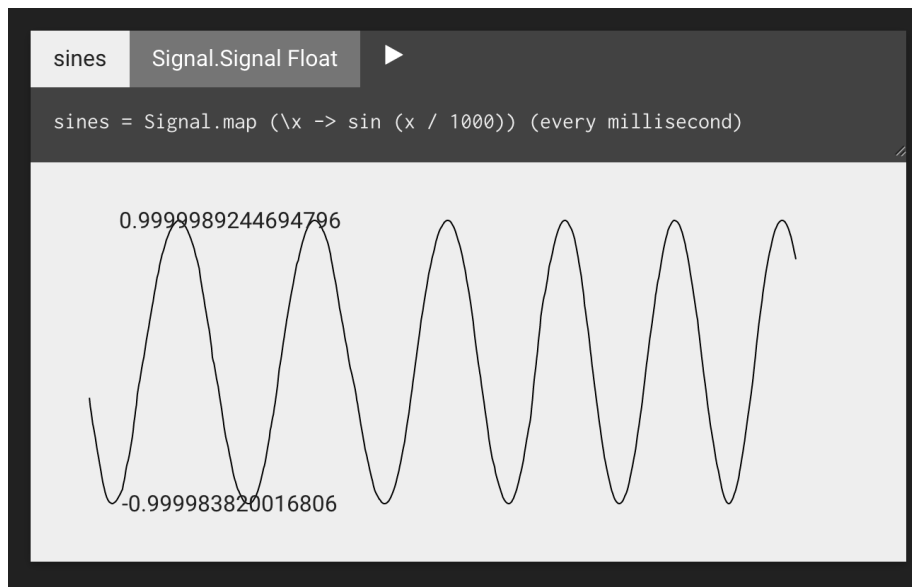 sines Signal.Signal Float
sines = Signal.map (\x -> sin (x / 1000)) (every millisecond)
0.9999989244694796
-0.999983820016806